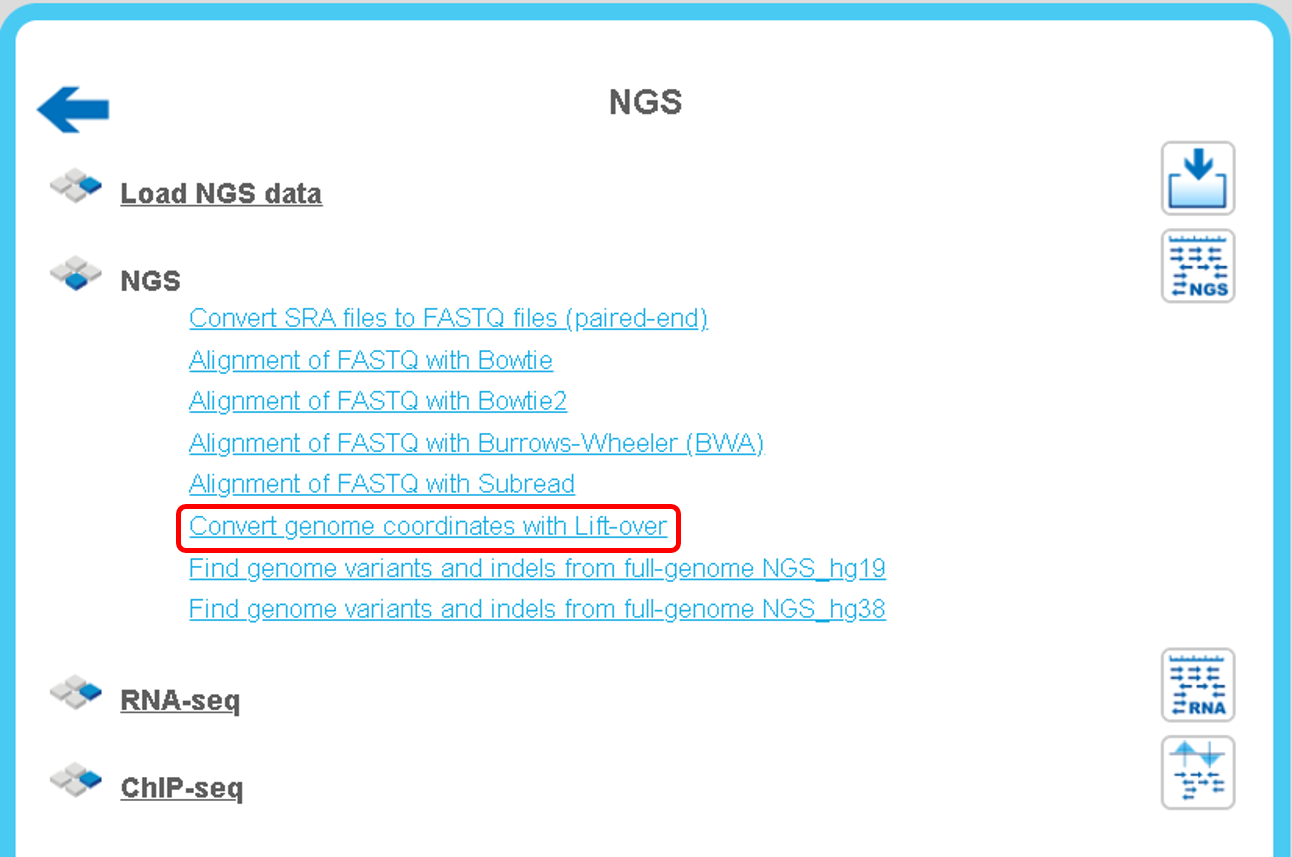 NGS
Load NGS data
NGS
NGS
Convert SRA files to FASTQ files (paired-end)
Alignment of FASTQ with Bowtie
Alignment of FASTQ with Bowtie2
Alignment of FASTQ with Burrows-Wheeler (BWA)
Alignment of FASTQ with Subread
Convert genome coordinates with Lift-over
Find genome variants and indels from full-genome NGS_hg19
Find genome variants and indels from full-genome NGS_hg38
RNA-seq
RNA
ChIP-seq